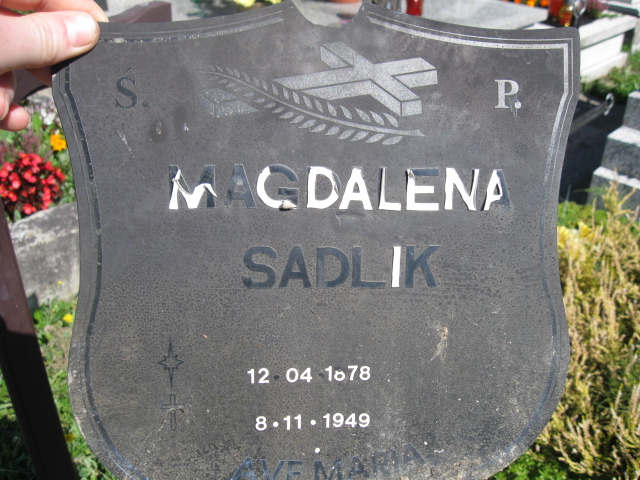 Ś. P.
MAGDALENA
SADLIK
12·04·1878
8·11·1949
AVE MARIA